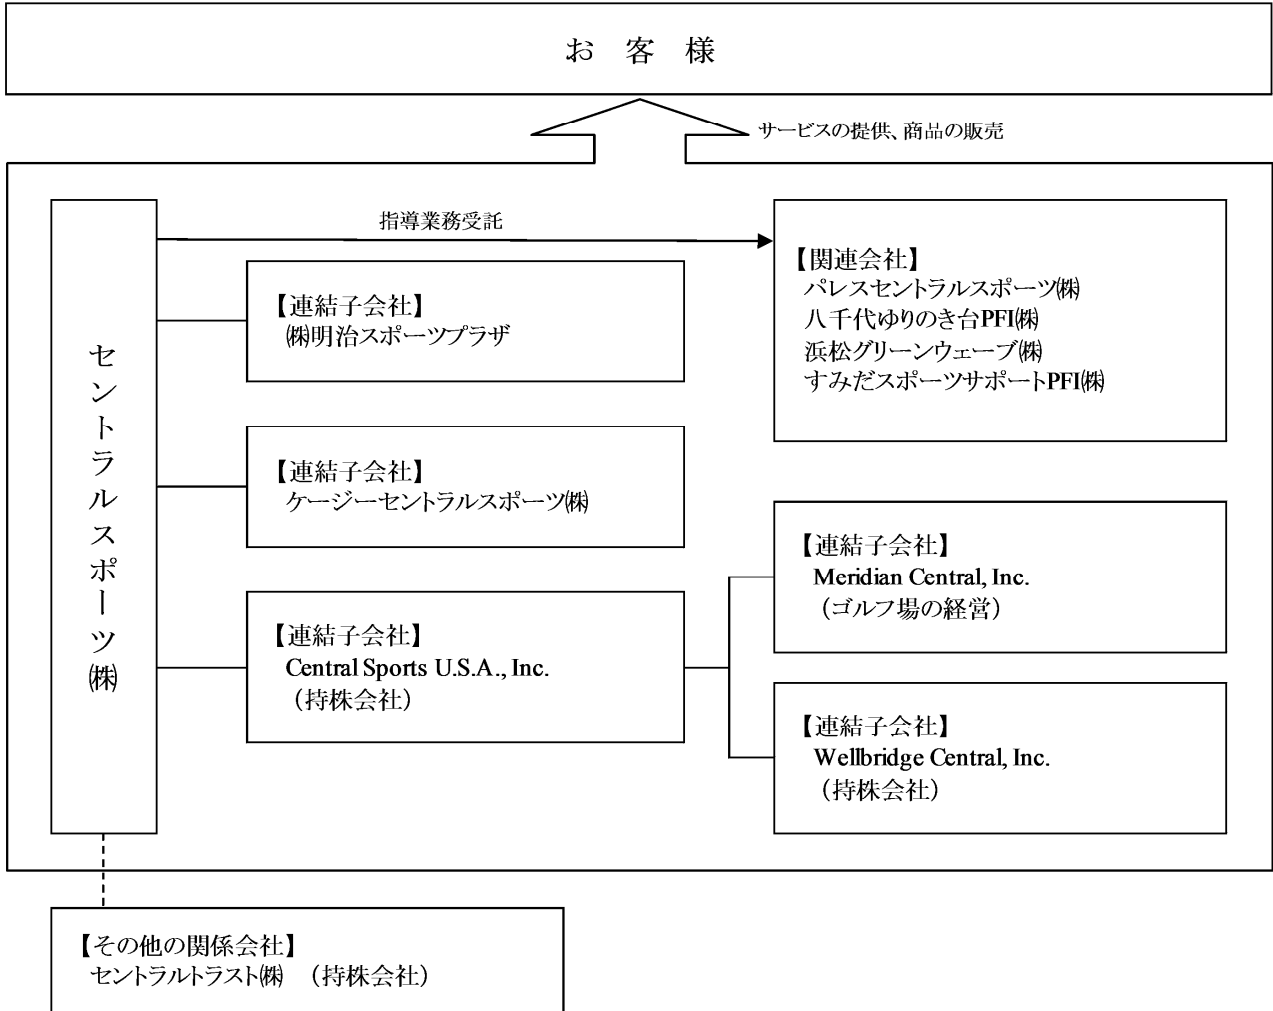 お 客 様
サービスの提供、商品の販売
セントラルスポーツ㈱
指導業務受託
【関連会社】
パレスセントラルスポーツ㈱
八千代ゆりのき台PFI㈱
浜松グリーンウェーブ㈱
すみだスポーツサポートPFI㈱
【連結子会社】
㈱明治スポーツプラザ
【連結子会社】
ケージーセントラルスポーツ㈱
【連結子会社】
Central Sports U.S.A., Inc.
（持株会社）
【連結子会社】
Meridian Central, Inc.
（ゴルフ場の経営）
【連結子会社】
Wellbridge Central, Inc.
（持株会社）
【その他の関係会社】
セントラルトラスト㈱　（持株会社）